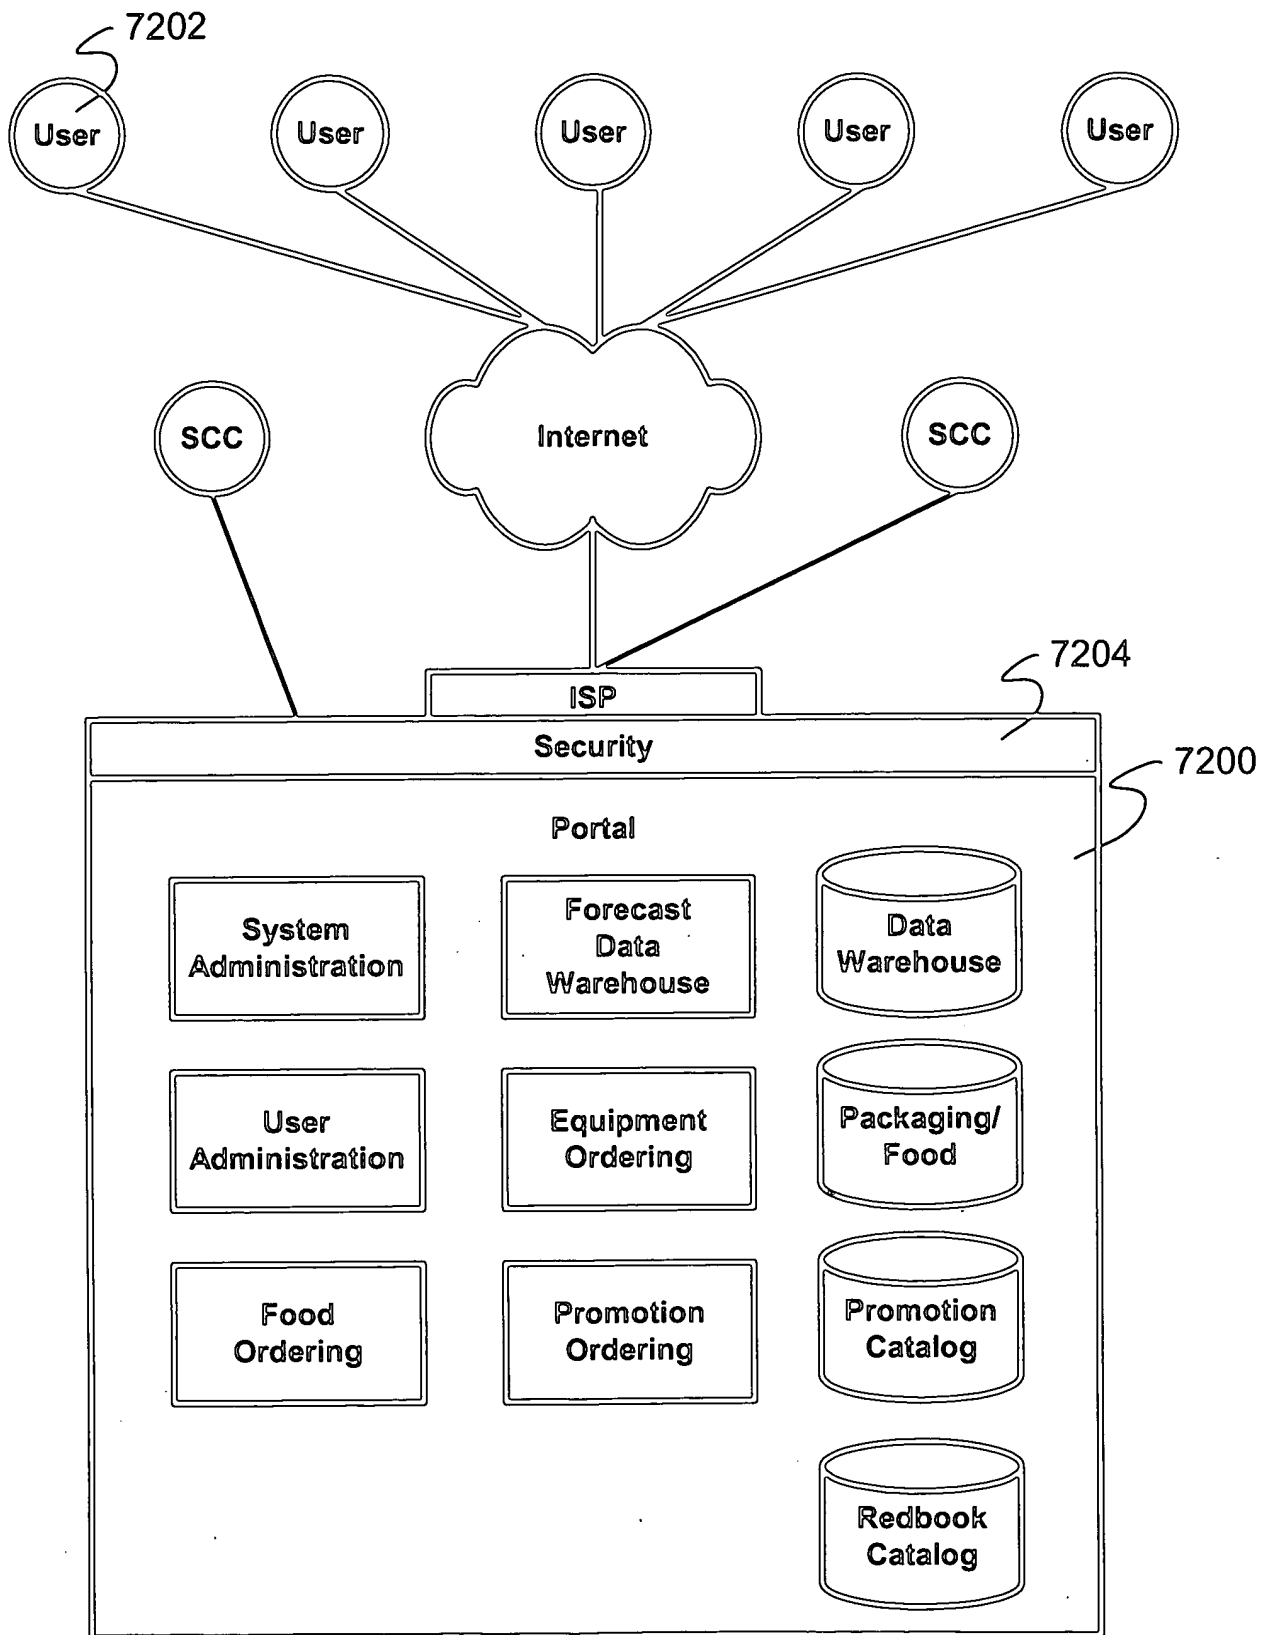 7202
User
User
User
User
User
SCC
Internet
SCC
7204
ISP
Security
7200
Portal
System
Administration
Forecast
Data
Warehouse
Data
Warehouse
User
Administration
Equipment
Ordering
Packaging/
Food
Food
Ordering
Promotion
Ordering
Promotion
Catalog
Redbook
Catalog